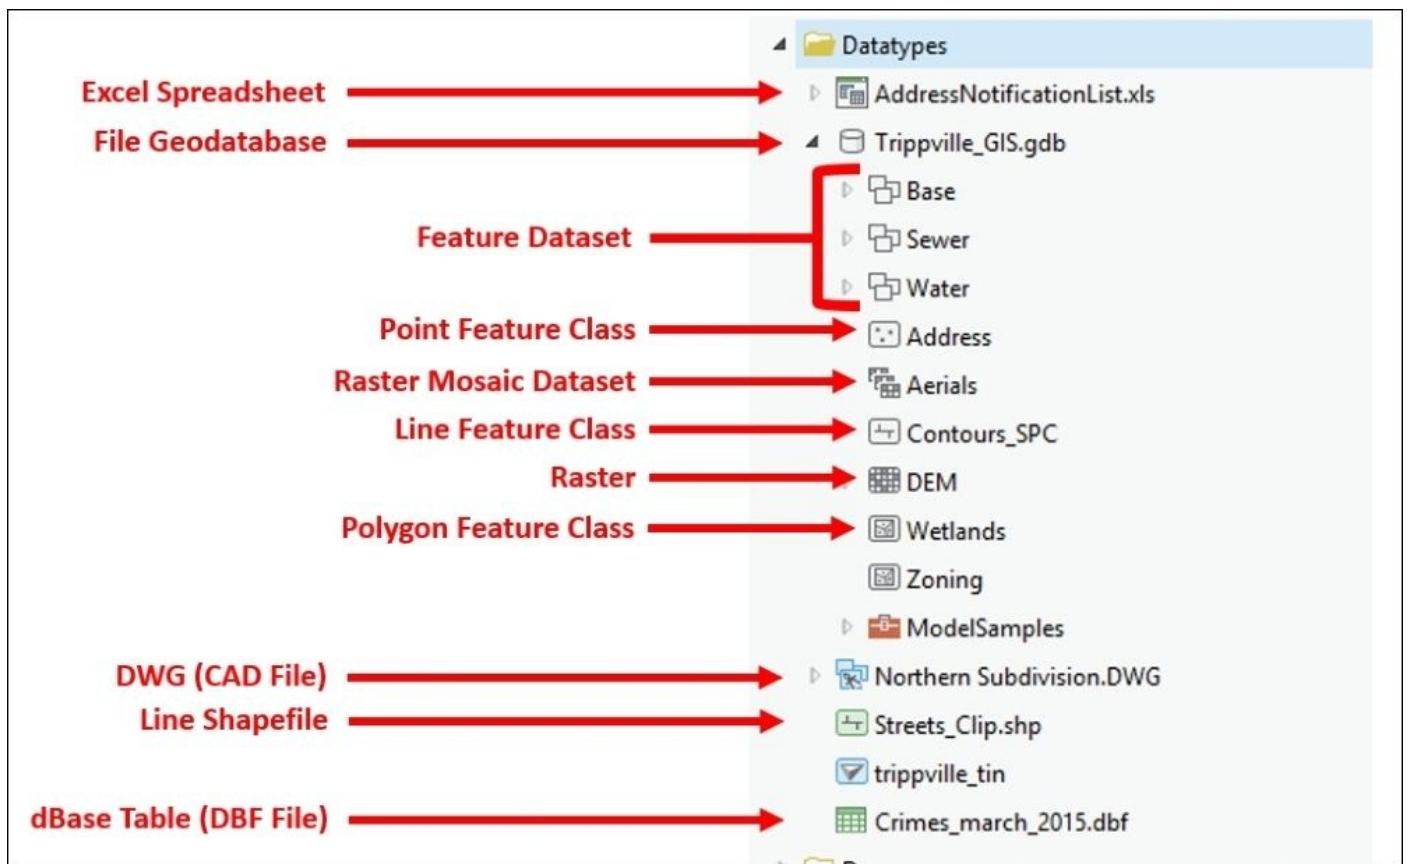 Datatypes
Excel Spreadsheet AddressNotificationList.xls
File Geodatabase Trippville_GIS.gdb
Base
Feature Dataset Sewer
Water
Point Feature Class Address
Raster Mosaic Dataset Aerials
Line Feature Class Contours_SPC
Raster DEM
Polygon Feature Class Wetlands
Zoning
ModelSamples
DWG (CAD File) Northern Subdivision.DWG
Line Shapefile Streets_Clip.shp
trippville_tin
dBase Table (DBF File) Crimes_march_2015.dbf